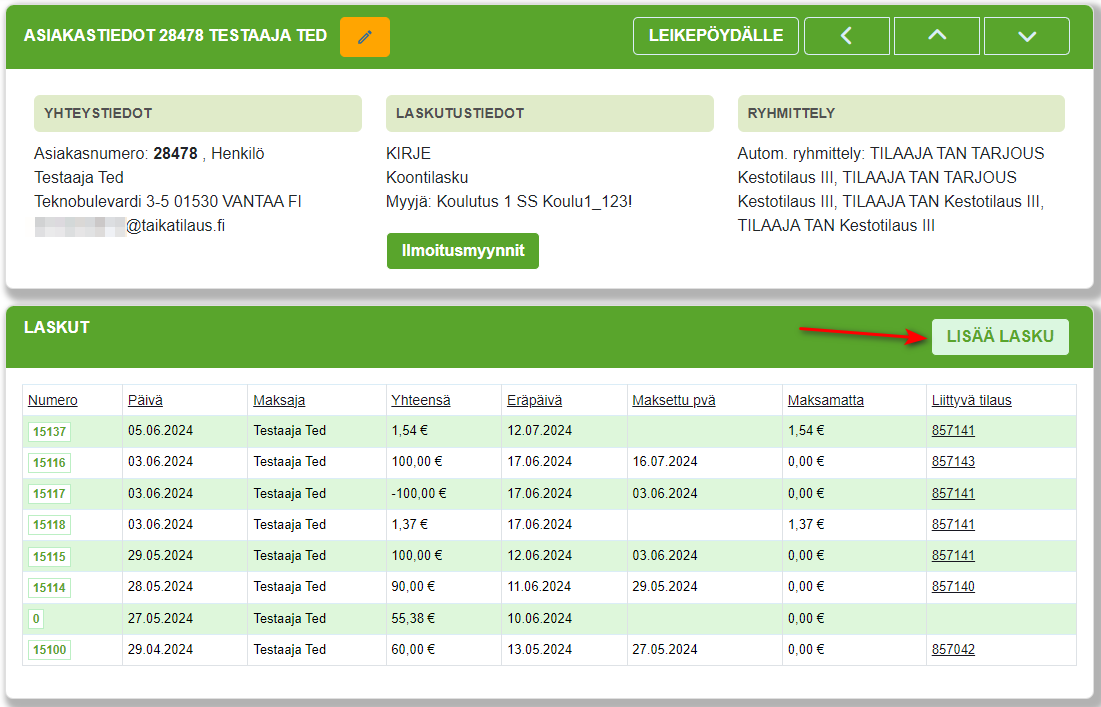 ASIAKASTIEDOT 28478 TESTAAJA TED
LEIKEPÖYDÄLLE
YHTEYSTIEDOT
Asiakasnumero: 28478 , Henkilö
Testaaja Ted
Teknobulevardi 3-5 01530 VANTAA FI
@taikatilaus.fi
LASKUTUSTIEDOT
KIRJE
Koontilasku
Myyjä: Koulutus 1 SS Koulu1_123!
Ilmoitusmyynnit
RYHMITTELY
Autom. ryhmittely: TILAAJA TAN TARJOUS
Kestotilaus III, TILAAJA TAN TARJOUS
Kestotilaus III, TILAAJA TAN Kestotilaus III,
TILAAJA TAN Kestotilaus III
LASKUT
LISÄÄ LASKU
Numero Päivä Maksaja Yhteensä Eräpäivä Maksettu pvä Maksamatta Liittyvä tilaus
15137 05.06.2024 Testaaja Ted 1,54 € 12.07.2024 1,54 € 857141
15116 03.06.2024 Testaaja Ted 100,00 € 17.06.2024 16.07.2024 0,00 € 857143
15117 03.06.2024 Testaaja Ted -100,00 € 17.06.2024 03.06.2024 0,00 € 857141
15118 03.06.2024 Testaaja Ted 1,37 € 17.06.2024 1,37 € 857141
15115 29.05.2024 Testaaja Ted 100,00 € 12.06.2024 03.06.2024 0,00 € 857141
15114 28.05.2024 Testaaja Ted 90,00 € 11.06.2024 29.05.2024 0,00 € 857140
0 27.05.2024 Testaaja Ted 55,38 € 10.06.2024 0,00 €
15100 29.04.2024 Testaaja Ted 60,00 € 13.05.2024 27.05.2024 0,00 € 857042